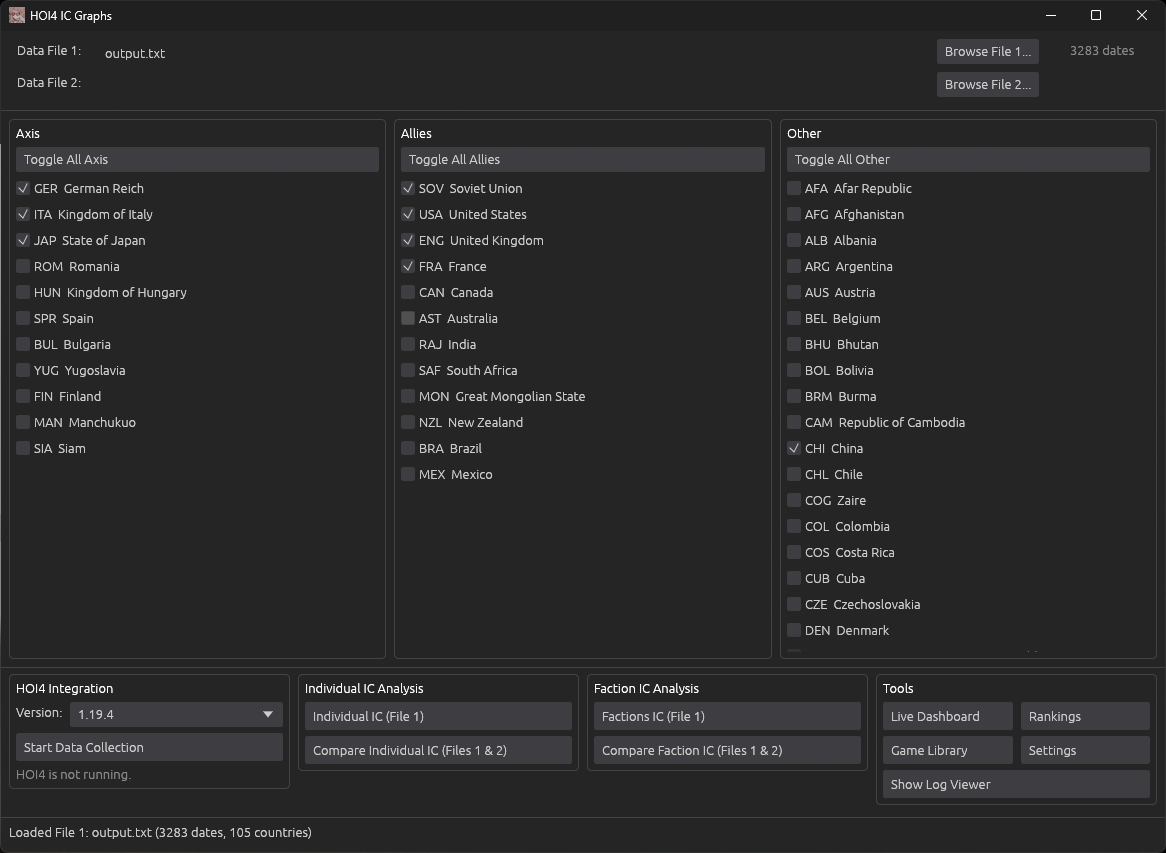 HOI4 IC Graphs
Data File 1: output.txt Browse File 1... 3283 dates
Data File 2: Browse File 2...
Axis
Toggle All Axis
GER German Reich
ITA Kingdom of Italy
JAP State of Japan
ROM Romania
HUN Kingdom of Hungary
SPR Spain
BUL Bulgaria
YUG Yugoslavia
FIN Finland
MAN Manchukuo
SIA Siam
Allies
Toggle All Allies
SOV Soviet Union
USA United States
ENG United Kingdom
FRA France
CAN Canada
AST Australia
RAJ India
SAF South Africa
MON Great Mongolian State
NZL New Zealand
BRA Brazil
MEX Mexico
Other
Toggle All Other
AFA Afar Republic
AFG Afghanistan
ALB Albania
ARG Argentina
AUS Austria
BEL Belgium
BHU Bhutan
BOL Bolivia
BRM Burma
CAM Republic of Cambodia
CHI China
CHL Chile
COG Zaire
COL Colombia
COS Costa Rica
CUB Cuba
CZE Czechoslovakia
DEN Denmark
HOI4 Integration
Version: 1.19.4
Start Data Collection
HOI4 is not running.
Individual IC Analysis
Individual IC (File 1)
Compare Individual IC (Files 1 & 2)
Faction IC Analysis
Factions IC (File 1)
Compare Faction IC (Files 1 & 2)
Tools
Live Dashboard Rankings
Game Library Settings
Show Log Viewer
Loaded File 1: output.txt (3283 dates, 105 countries)